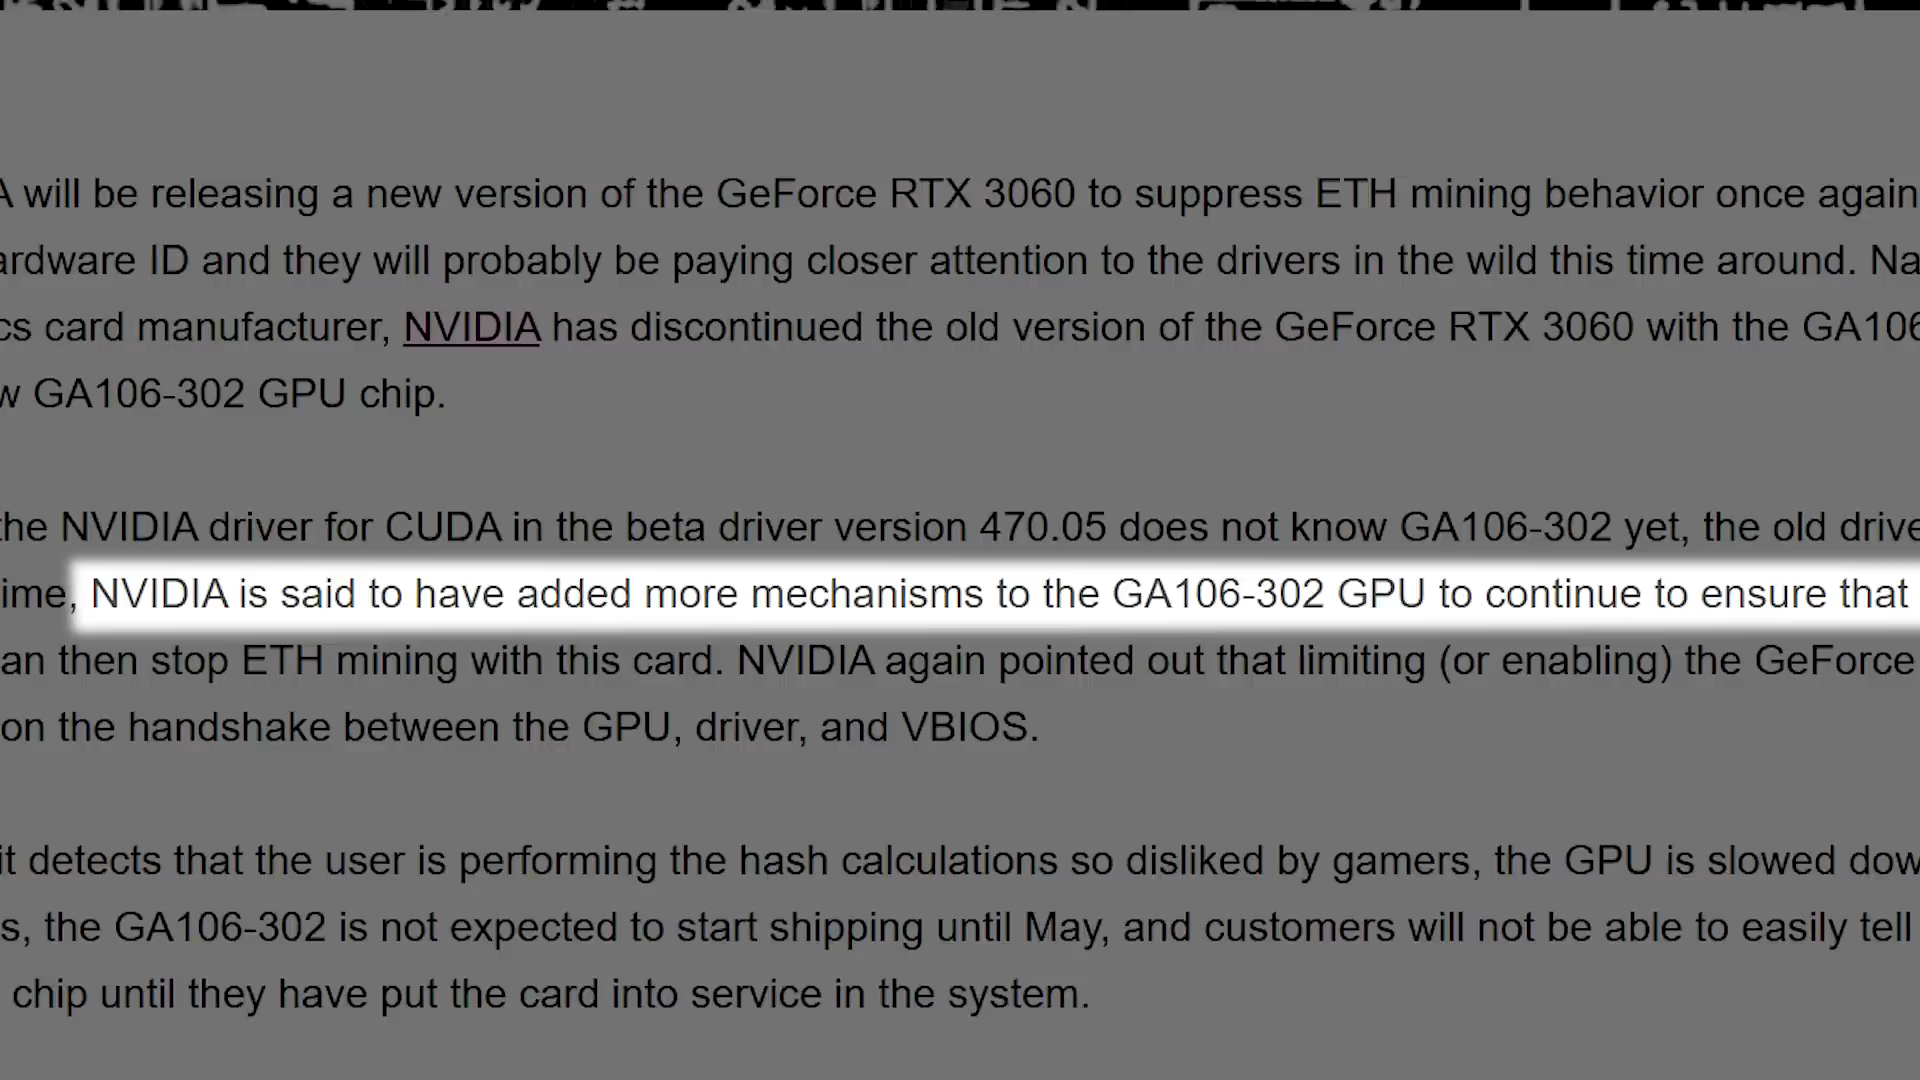 A will be releasing a new version of the GeForce RTX 3060 to suppress ETH mining behavior once again
ardware ID and they will probably be paying closer attention to the drivers in the wild this time around. Na
cs card manufacturer, NVIDIA has discontinued the old version of the GeForce RTX 3060 with the GA106
w GA106-302 GPU chip.
the NVIDIA driver for CUDA in the beta driver version 470.05 does not know GA106-302 yet, the old drive
ime, NVIDIA is said to have added more mechanisms to the GA106-302 GPU to continue to ensure that
an then stop ETH mining with this card. NVIDIA again pointed out that limiting (or enabling) the GeForce
on the handshake between the GPU, driver, and VBIOS.
it detects that the user is performing the hash calculations so disliked by gamers, the GPU is slowed dow
s, the GA106-302 is not expected to start shipping until May, and customers will not be able to easily tell
chip until they have put the card into service in the system.